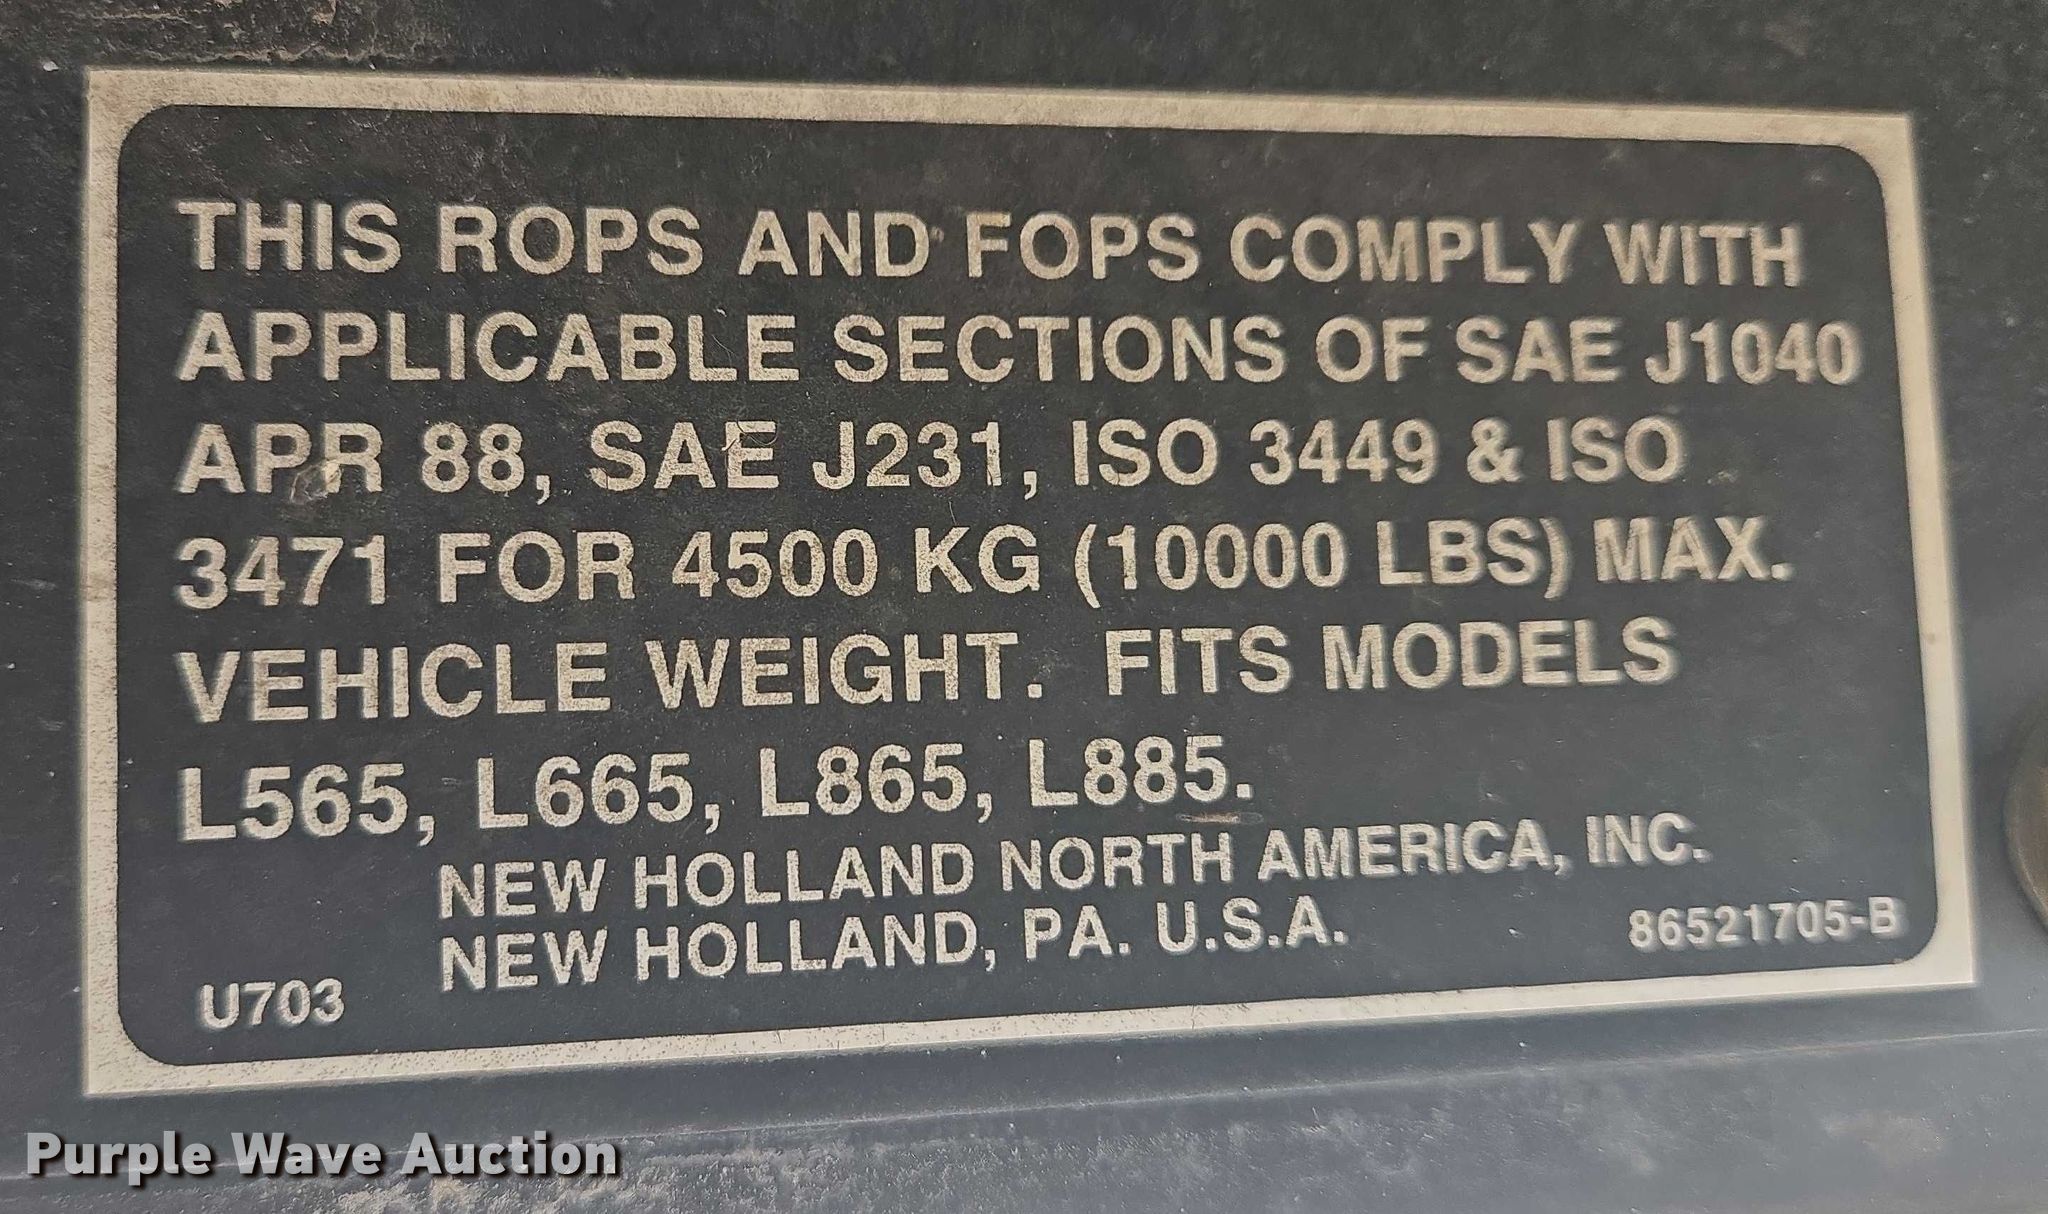 THIS ROPS AND FOPS COMPLY WITH
APPLICABLE SECTIONS OF SAE J1040
APR 88, SAE J231, ISO 3449 & ISO
3471 FOR 4500 KG (10000 LBS) MAX.
VEHICLE WEIGHT. FITS MODELS
L565, L665, L865, L885.
NEW HOLLAND NORTH AMERICA, INC.
NEW HOLLAND, PA. U.S.A.
86521705-B
U703
Purple Wave Auction